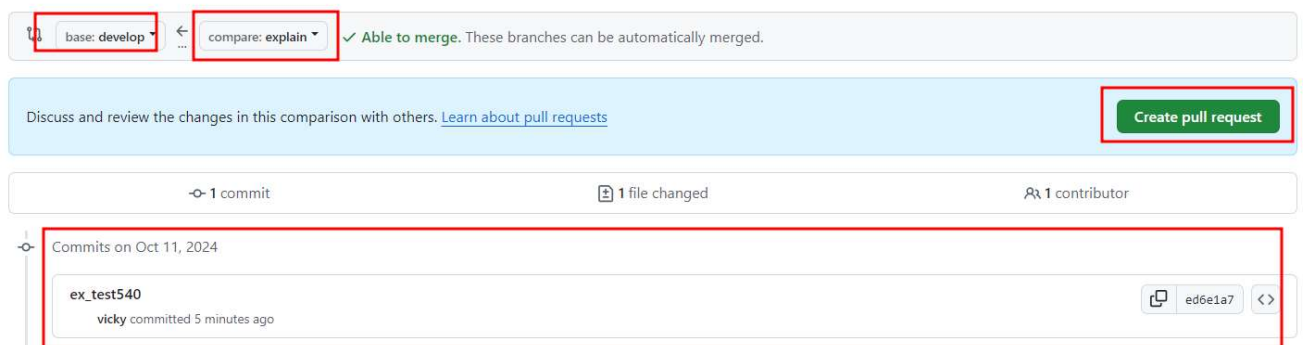 base: develop compare: explain Able to merge. These branches can be automatically merged.
Discuss and review the changes in this comparison with others. Learn about pull requests Create pull request
1 commit 1 file changed 1 contributor
Commits on Oct 11, 2024
ex_test540
ed6e1a7
vicky committed 5 minutes ago